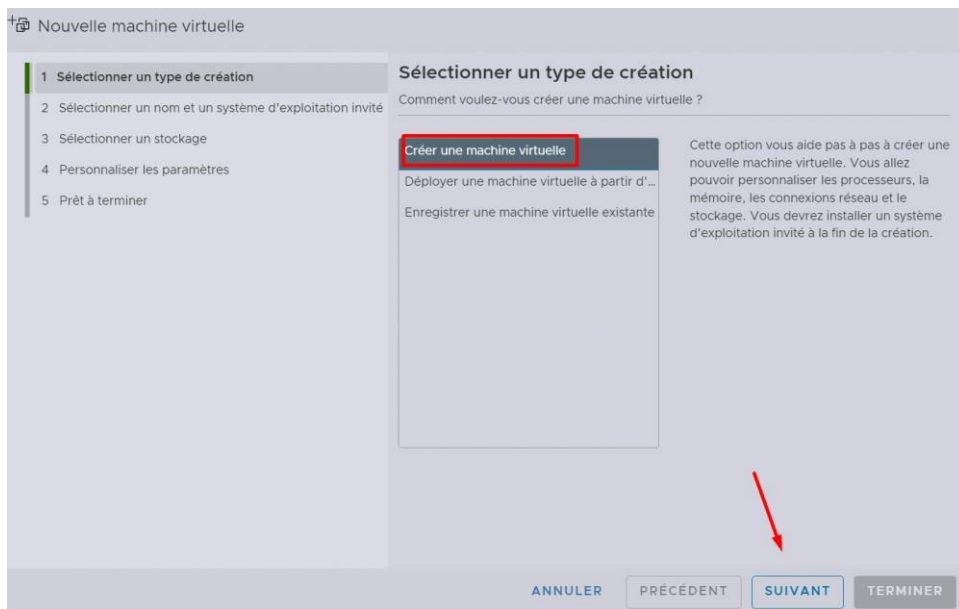 Nouvelle machine virtuelle
1 Sélectionner un type de création
2 Sélectionner un nom et un système d'exploitation invité
3 Sélectionner un stockage
4 Personnaliser les paramètres
5 Prêt à terminer
Sélectionner un type de création
Comment voulez-vous créer une machine virtuelle ?
Créer une machine virtuelle
Déployer une machine virtuelle à partir d'...
Enregistrer une machine virtuelle existante
Cette option vous aide pas à pas à créer une
nouvelle machine virtuelle. Vous allez
pouvoir personnaliser les processeurs, la
mémoire, les connexions réseau et le
stockage. Vous devrez installer un système
d'exploitation invité à la fin de la création.
ANNULER
PRÉCÉDENT
SUIVANT
TERMINER